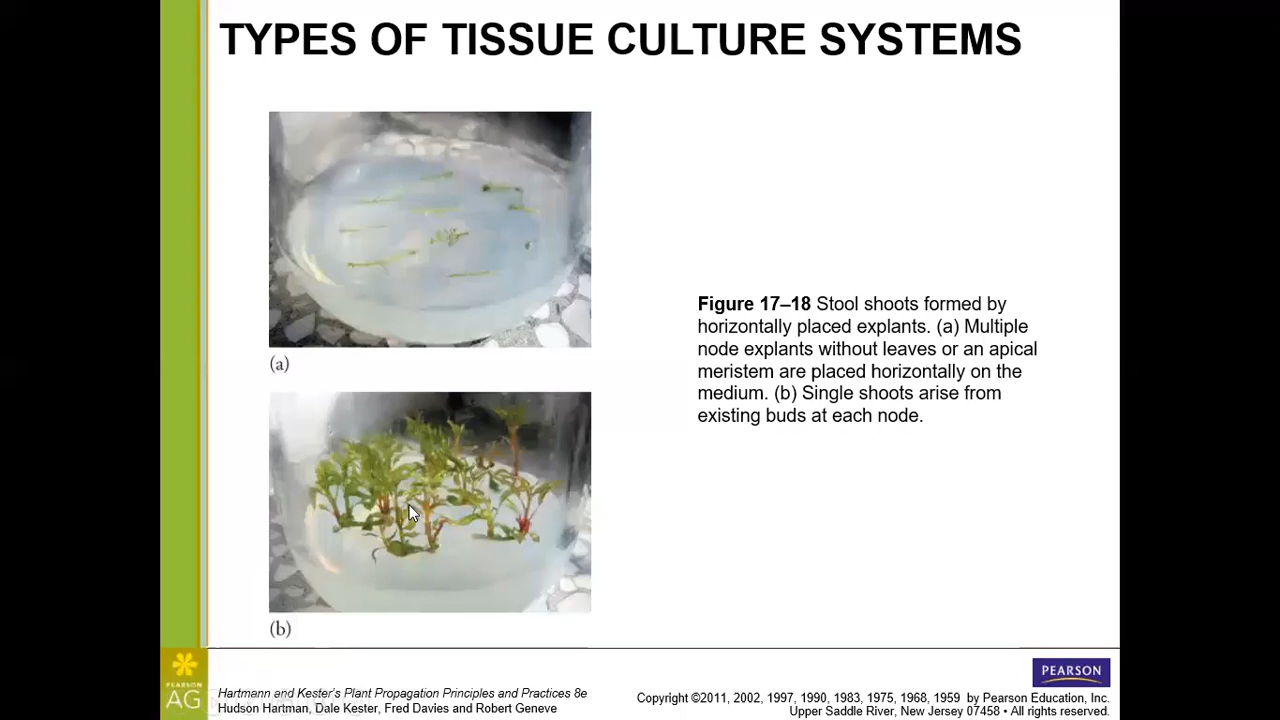 TYPES OF TISSUE CULTURE SYSTEMS
(a)
Figure 17–18 Stool shoots formed by
horizontally placed explants. (a) Multiple
node explants without leaves or an apical
meristem are placed horizontally on the
medium. (b) Single shoots arise from
existing buds at each node.
(b)
PEARSON
AG
Hartmann and Kester's Plant Propagation Principles and Practices 8e
Hudson Hartman, Dale Kester, Fred Davies and Robert Geneve
PEARSON
Copyright ©2011, 2002, 1997, 1990, 1983, 1975, 1968, 1959 by Pearson Education, Inc.
Upper Saddle River, New Jersey 07458 • All rights reserved.